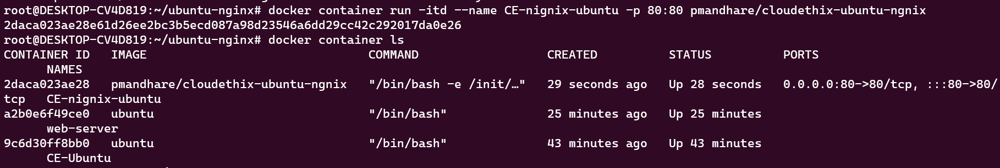 root@DESKTOP-CV4D819:~/ubuntu-nginx# docker container run -itd --name CE-nignix-ubuntu -p 80:80 pmandhare/cloudethix-ubuntu-ngnix
2daca023ae28e61d26ee2bc3b5ecd087a98d23546a6dd29cc42c292017da0e26
root@DESKTOP-CV4D819:~/ubuntu-nginx# docker container ls
CONTAINER ID   IMAGE                               COMMAND                  CREATED          STATUS          PORTS
      NAMES
2daca023ae28   pmandhare/cloudethix-ubuntu-ngnix   "/bin/bash -e /init/…"   29 seconds ago   Up 28 seconds   0.0.0.0:80->80/tcp, :::80->80/
tcp   CE-nignix-ubuntu
a2b0e6f49ce0   ubuntu                              "/bin/bash"              25 minutes ago   Up 25 minutes
      web-server
9c6d30ff8bb0   ubuntu                              "/bin/bash"              43 minutes ago   Up 43 minutes
      CE-Ubuntu